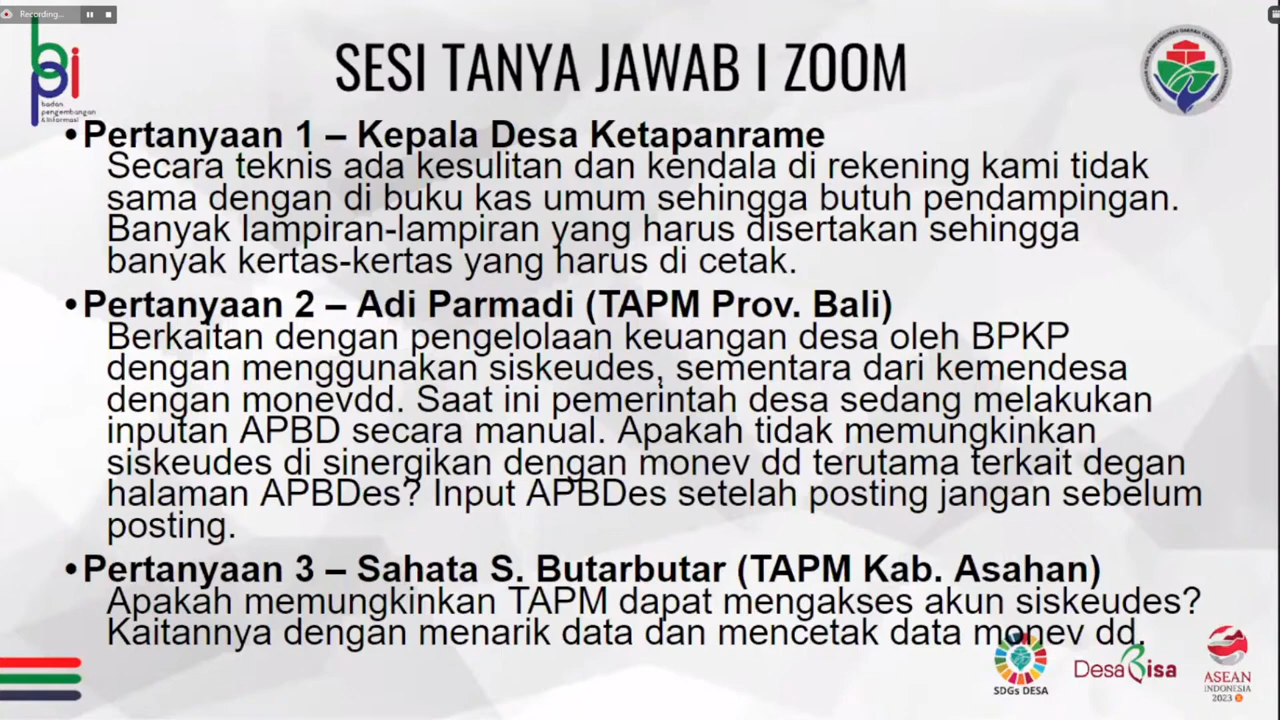 Recording...
bpi
badan
pengembangan
& informasi
SESI TANYA JAWAB I ZOOM
•Pertanyaan 1 – Kepala Desa Ketapanrame
Secara teknis ada kesulitan dan kendala di rekening kami tidak
sama dengan di buku kas umum sehingga butuh pendampingan.
Banyak lampiran-lampiran yang harus disertakan sehingga
banyak kertas-kertas yang harus di cetak.
•Pertanyaan 2 – Adi Parmadi (TAPM Prov. Bali)
Berkaitan dengan pengelolaan keuangan desa oleh BPKP
dengan menggunakan siskeudes, sementara dari kemendesa
dengan monevdd. Saat ini pemerintah desa sedang melakukan
inputan APBD secara manual. Apakah tidak memungkinkan
siskeudes di sinergikan dengan monev dd terutama terkait degan
halaman APBDes? Input APBDes setelah posting jangan sebelum
posting.
•Pertanyaan 3 – Sahata S. Butarbutar (TAPM Kab. Asahan)
Apakah memungkinkan TAPM dapat mengakses akun siskeudes?
Kaitannya dengan menarik data dan mencetak data monev dd.
SDGs DESA
Desa Bisa
ASEAN
INDONESIA
2023